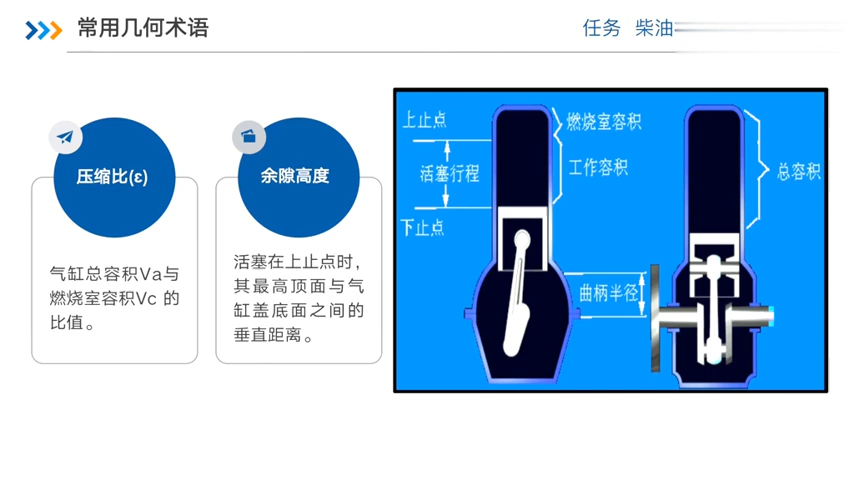 常用几何术语
任务 柴油
压缩比(ε)
气缸总容积Va与
燃烧室容积Vc 的
比值。
余隙高度
活塞在上止点时，
其最高顶面与气
缸盖底面之间的
垂直距离。
上止点
燃烧室容积
活塞行程
工作容积
总容积
下止点
曲柄半径